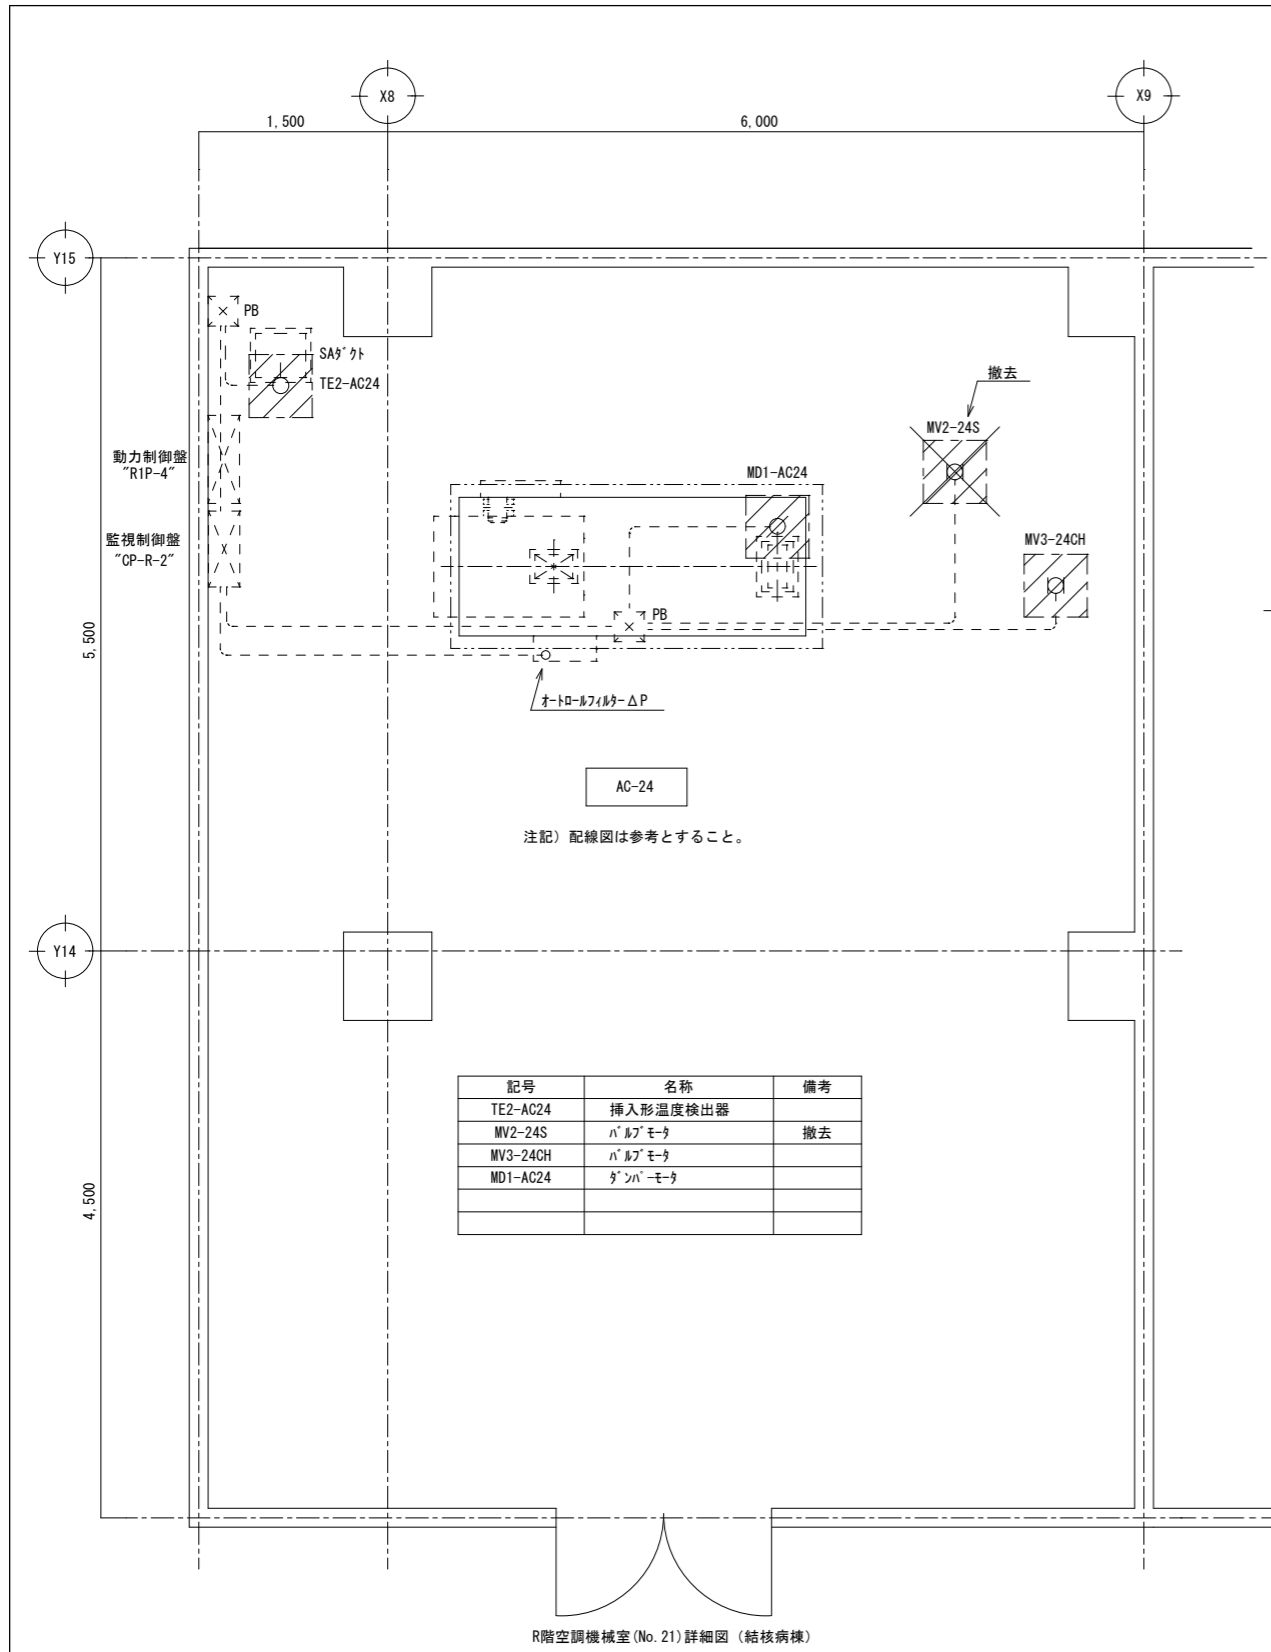 X8
X9
1,500
6,000
Y15
PB
SAダクト
TE2-AC24
撤去
MV2-24S
動力制御盤
"R1P-4"
MD1-AC24
監視制御盤
"CP-R-2"
MV3-24CH
PB
5,500
オートロールフィルター ΔP
AC-24
注記) 配線図は参考とすること。
Y14
記号 名称 備考
TE2-AC24 挿入形温度検出器
MV2-24S バルブモータ 撤去
MV3-24CH バルブモータ
MD1-AC24 ダンパーモータ
4,500
R階空調機械室(No.21)詳細図 (結核病棟)